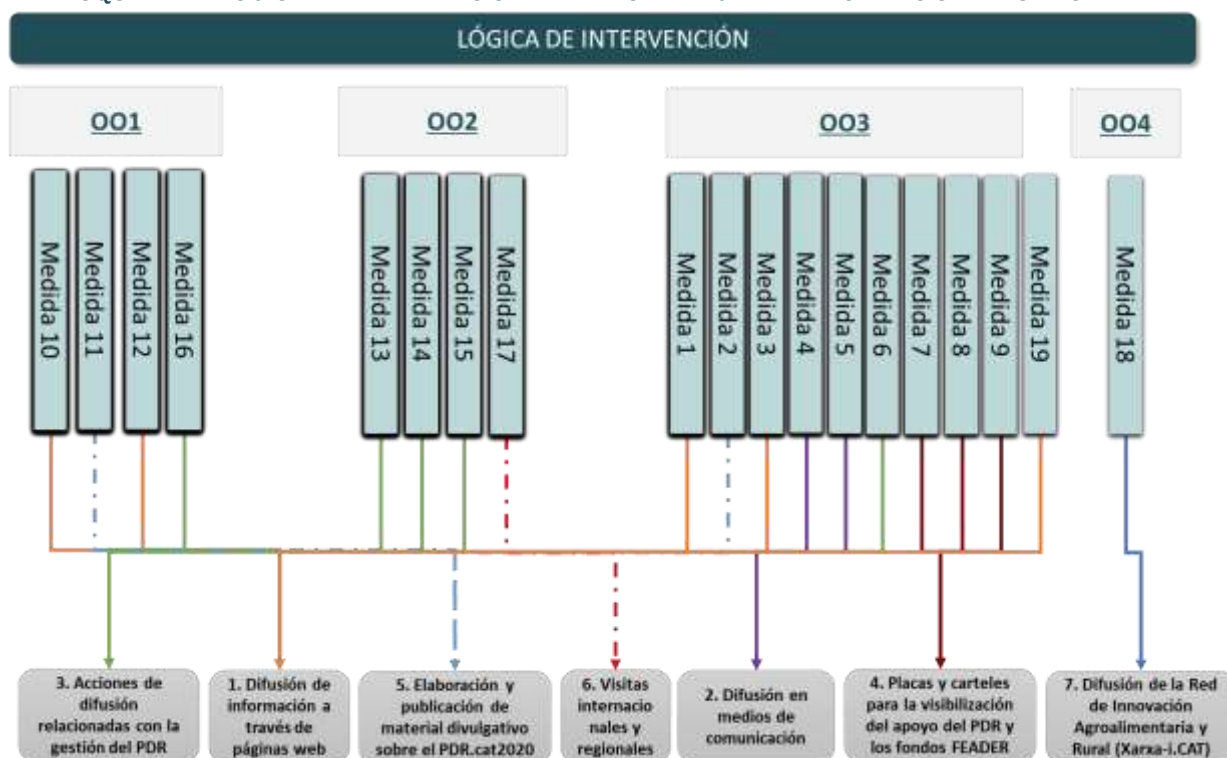 LÓGICA DE INTERVENCIÓN
OO1
OO2
OO3
OO4
Medida 10
Medida 11
Medida 12
Medida 16
Medida 13
Medida 14
Medida 15
Medida 17
Medida 1
Medida 2
Medida 3
Medida 4
Medida 5
Medida 6
Medida 7
Medida 8
Medida 9
Medida 19
Medida 18
3. Acciones de
difusión
relacionadas con la
gestión del PDR
1. Difusión de
información a
través de
páginas web
5. Elaboración y
publicación de
material divulgativo
sobre el PDR.cat2020
6. Visitas
internacio
nales y
regionales
2. Difusión en
medios de
comunicación
4. Placas y carteles
para la visibilización
del apoyo del PDR y
los fondos FEADER
7. Difusión de la Red
de Innovación
Agroalimentaria y
Rural (Xarxa-i.CAT)